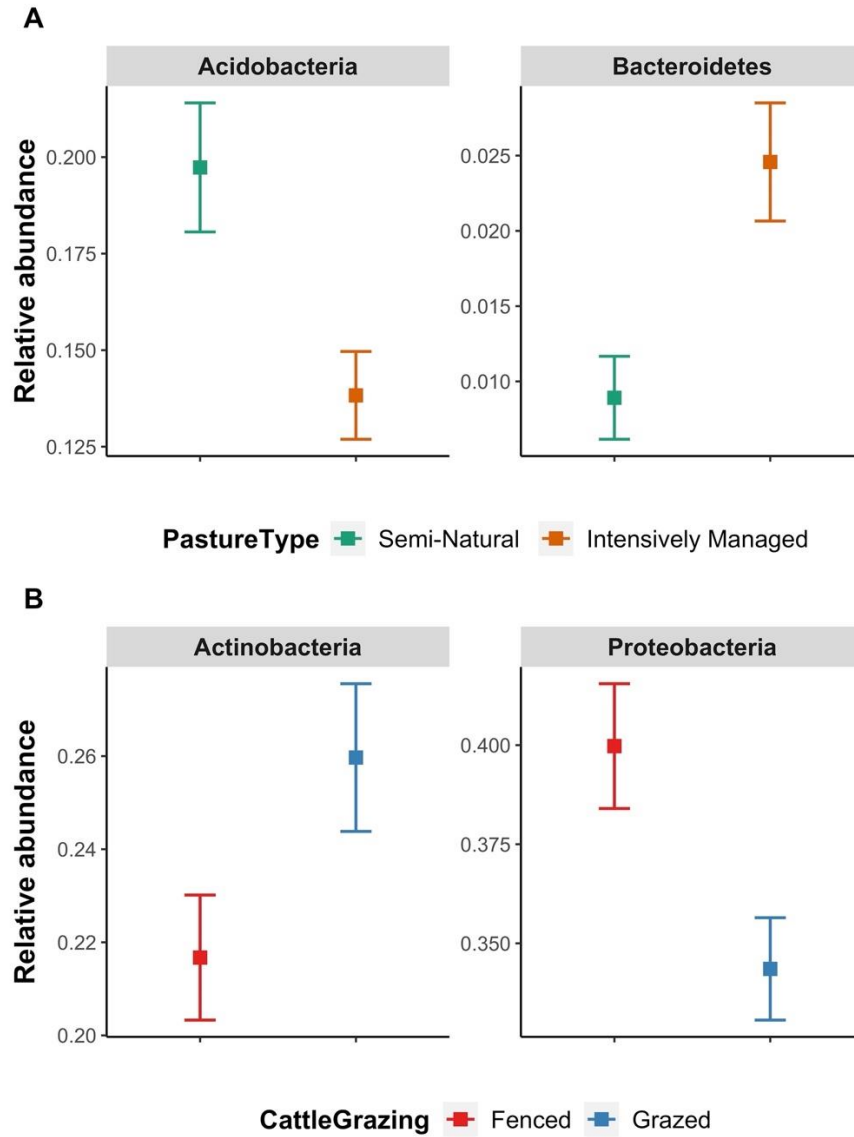 A
Acidobacteria
Bacteroidetes
Relative abundance
0.200
0.175
0.150
0.125
0.025
0.020
0.015
0.010
PastureType Semi-Natural Intensively Managed
B
Actinobacteria
Proteobacteria
Relative abundance
0.26
0.24
0.22
0.20
0.400
0.375
0.350
CattleGrazing Fenced Grazed